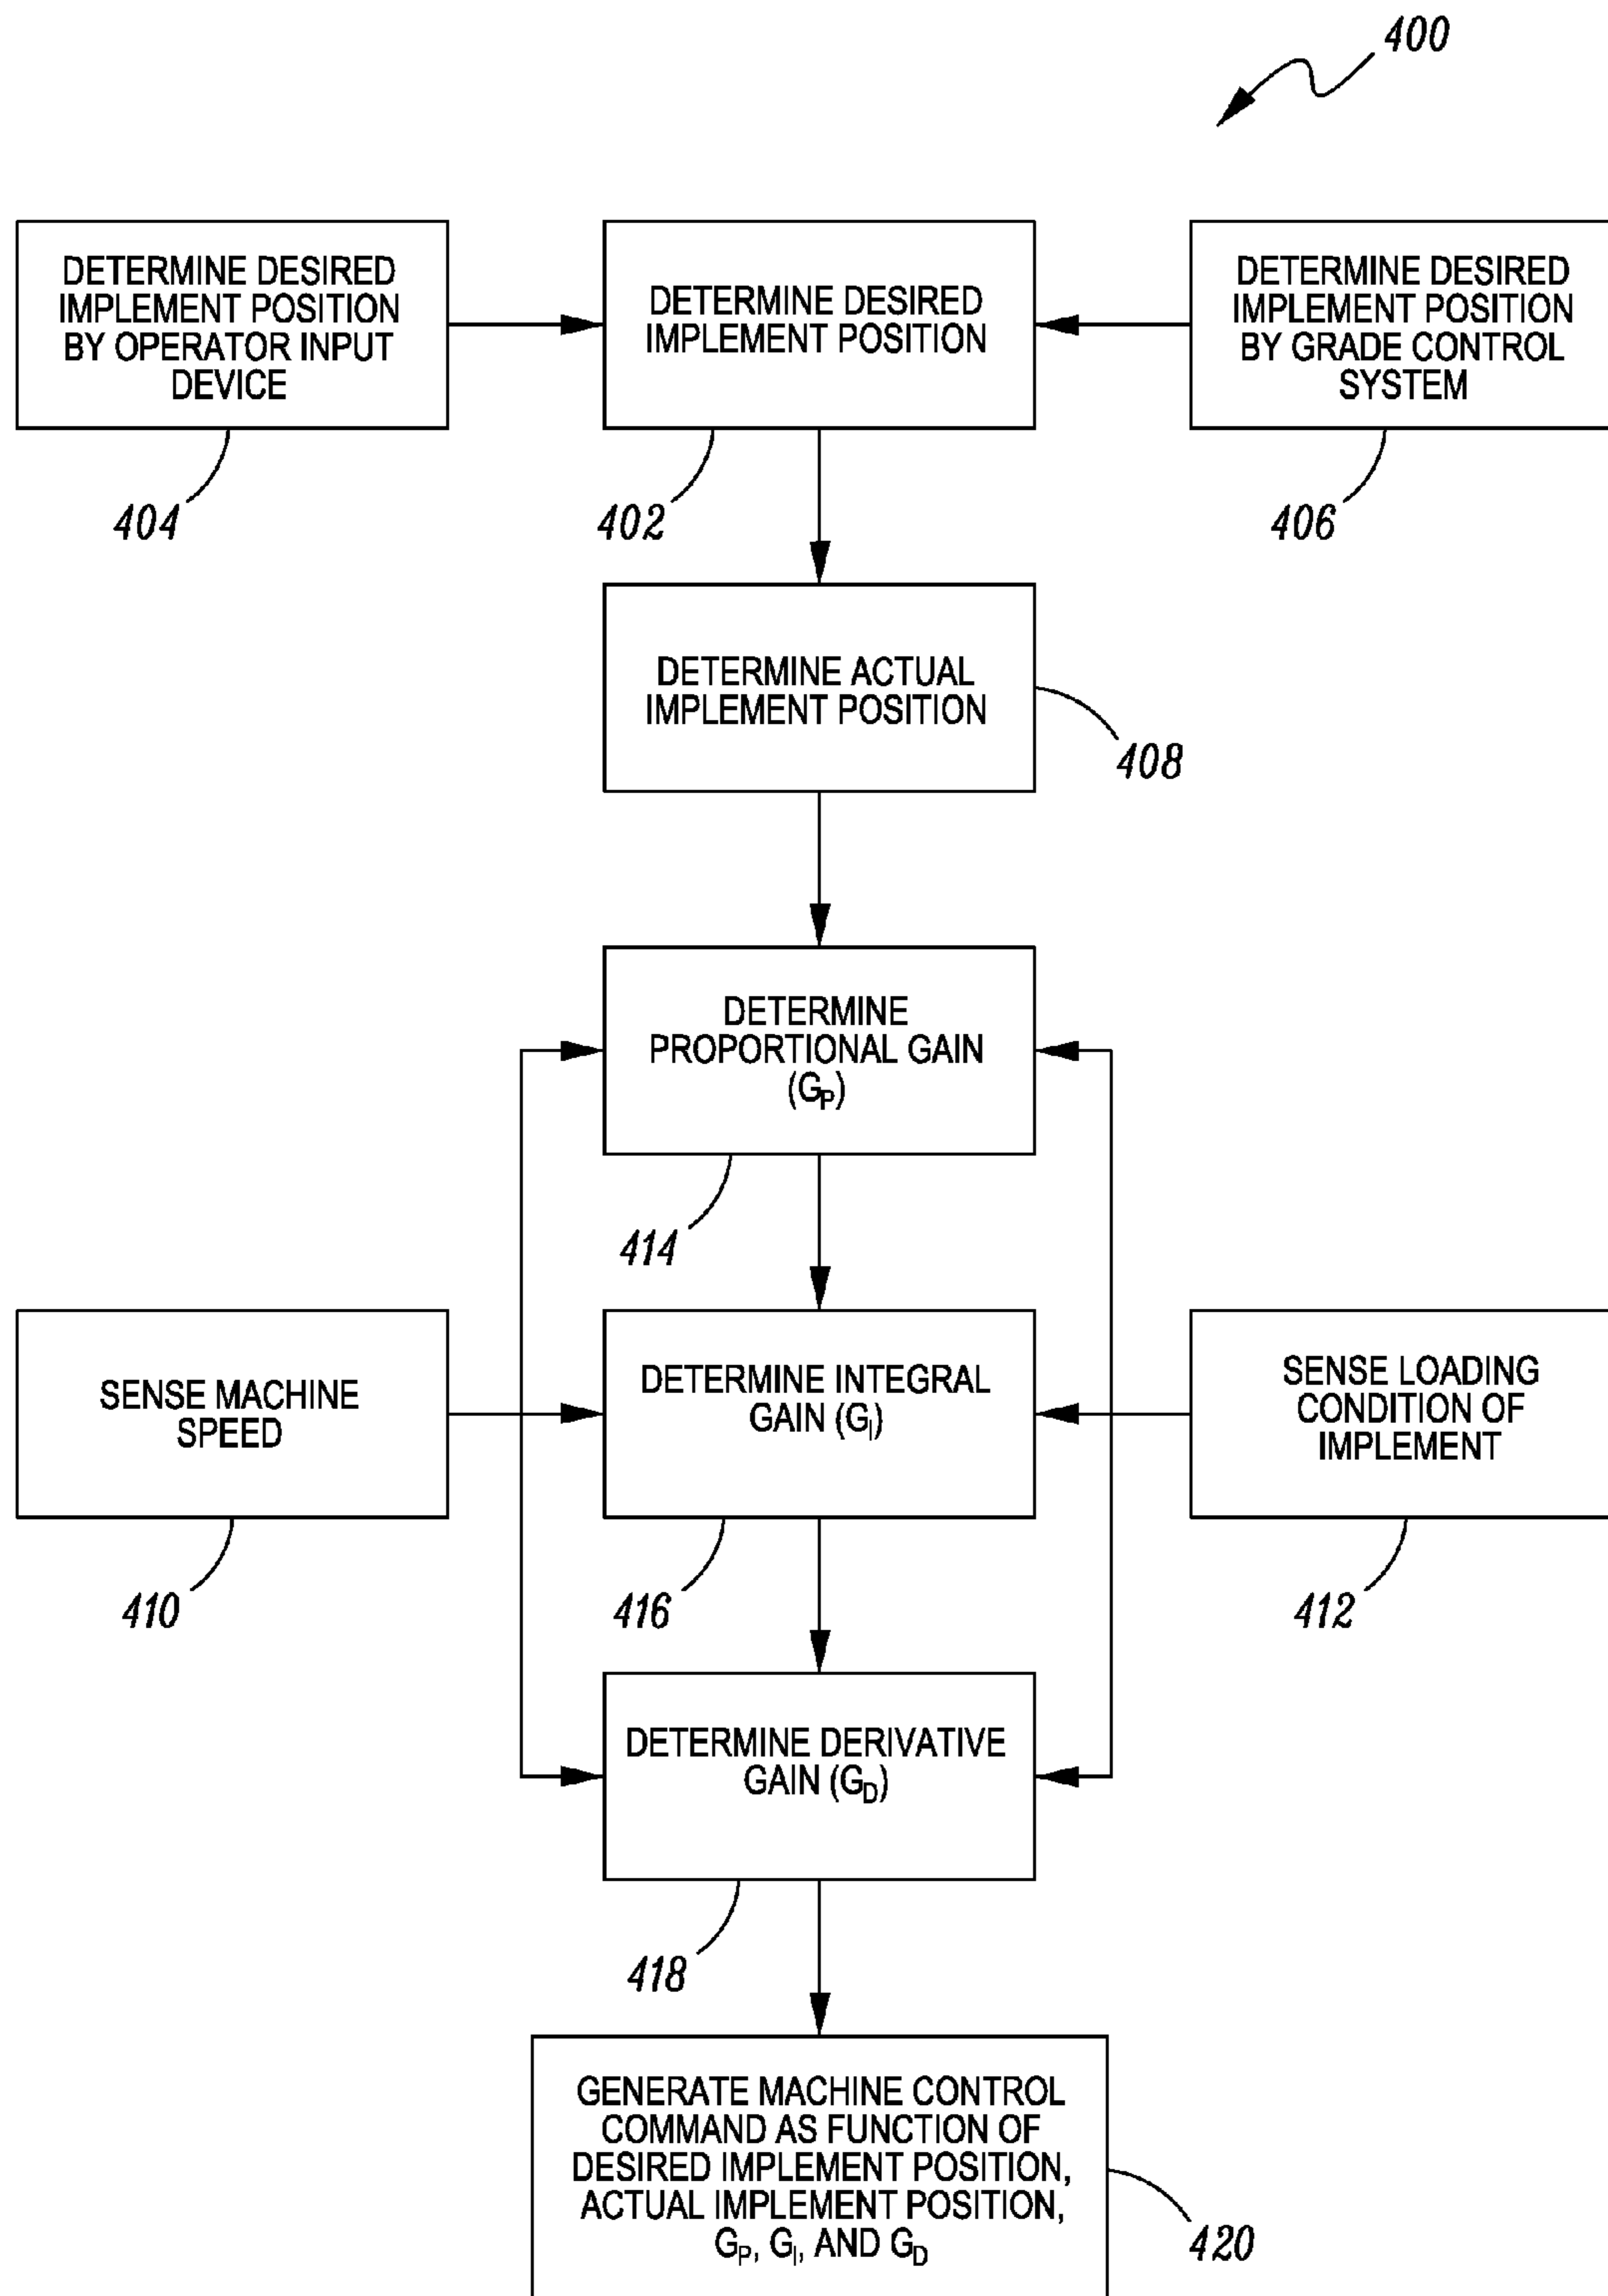 400
DETERMINE DESIRED
IMPLEMENT POSITION
BY OPERATOR INPUT
DEVICE
404
DETERMINE DESIRED
IMPLEMENT POSITION
402
DETERMINE DESIRED
IMPLEMENT POSITION
BY GRADE CONTROL
SYSTEM
406
DETERMINE ACTUAL
IMPLEMENT POSITION
408
DETERMINE
PROPORTIONAL GAIN
(GP)
414
SENSE MACHINE
SPEED
410
DETERMINE INTEGRAL
GAIN (GI)
416
SENSE LOADING
CONDITION OF
IMPLEMENT
412
DETERMINE DERIVATIVE
GAIN (GD)
418
GENERATE MACHINE CONTROL
COMMAND AS FUNCTION OF
DESIRED IMPLEMENT POSITION,
ACTUAL IMPLEMENT POSITION,
GP, GI, AND GD
420